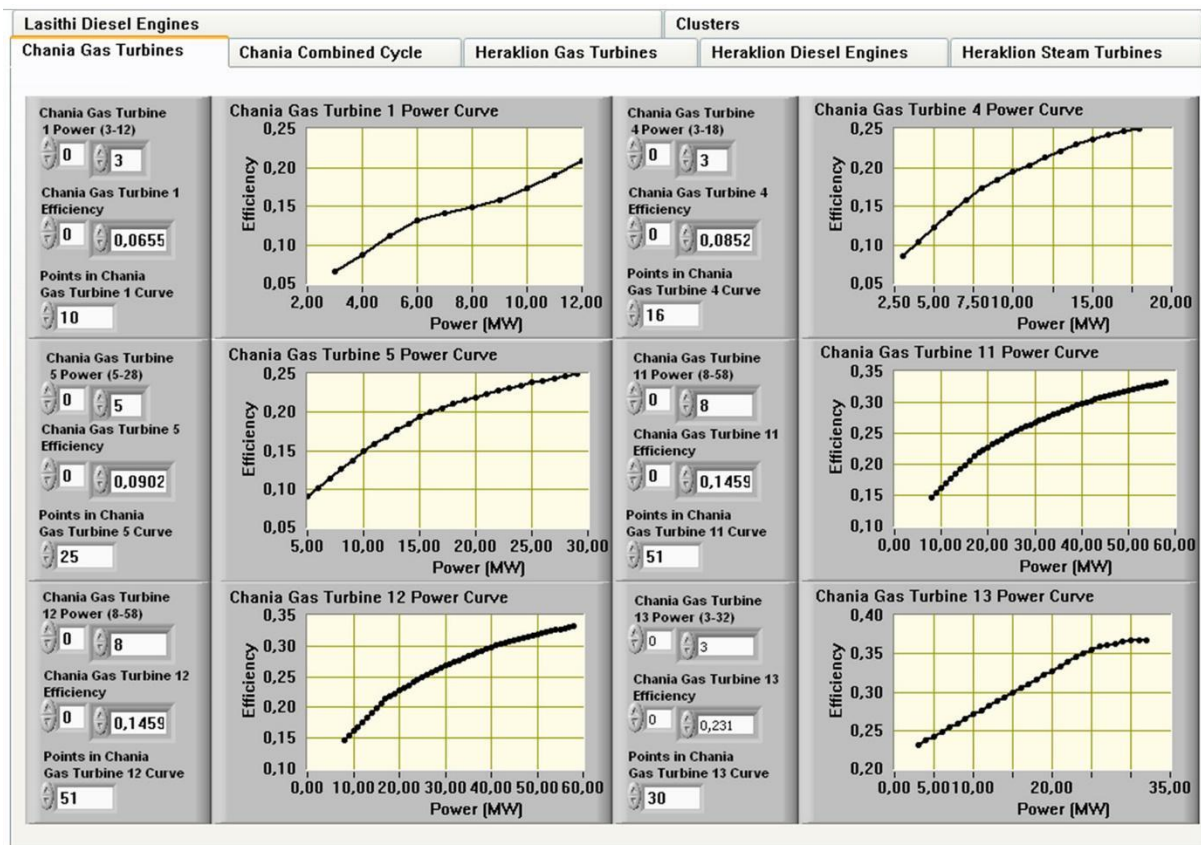 Lasithi Diesel Engines
Clusters
Chania Gas Turbines
Chania Combined Cycle
Heraklion Gas Turbines
Heraklion Diesel Engines
Heraklion Steam Turbines
Chania Gas Turbine
1 Power (3-12)
0
3
Chania Gas Turbine 1
Efficiency
0
0,0655
Points in Chania
Gas Turbine 1 Curve
10
Chania Gas Turbine 1 Power Curve
Efficiency
0,25
0,20
0,15
0,10
0,05
2,00 4,00 6,00 8,00 10,00 12,00
Power (MW)
Chania Gas Turbine
4 Power (3-18)
0
3
Chania Gas Turbine 4
Efficiency
0
0,0852
Points in Chania
Gas Turbine 4 Curve
16
Chania Gas Turbine 4 Power Curve
Efficiency
0,25
0,20
0,15
0,10
0,05
2,50 5,00 7,50 10,00 15,00 20,00
Power (MW)
Chania Gas Turbine
5 Power (5-28)
0
5
Chania Gas Turbine 5
Efficiency
0
0,0902
Points in Chania
Gas Turbine 5 Curve
25
Chania Gas Turbine 5 Power Curve
Efficiency
0,25
0,20
0,15
0,10
0,05
5,00 10,00 15,00 20,00 25,00 30,00
Power (MW)
Chania Gas Turbine
11 Power (8-58)
0
8
Chania Gas Turbine 11
Efficiency
0
0,1459
Points in Chania
Gas Turbine 11 Curve
51
Chania Gas Turbine 11 Power Curve
Efficiency
0,35
0,30
0,25
0,20
0,15
0,10
0,00 10,00 20,00 30,00 40,00 50,00 60,00
Power (MW)
Chania Gas Turbine
12 Power (8-58)
0
8
Chania Gas Turbine 12
Efficiency
0
0,1459
Points in Chania
Gas Turbine 12 Curve
51
Chania Gas Turbine 12 Power Curve
Efficiency
0,35
0,30
0,25
0,20
0,15
0,10
0,00 10,00 20,00 30,00 40,00 50,00 60,00
Power (MW)
Chania Gas Turbine
13 Power (3-32)
0
3
Chania Gas Turbine 13
Efficiency
0
0,231
Points in Chania
Gas Turbine 13 Curve
30
Chania Gas Turbine 13 Power Curve
Efficiency
0,40
0,35
0,30
0,25
0,20
0,00 5,00 10,00 20,00 35,00
Power (MW)